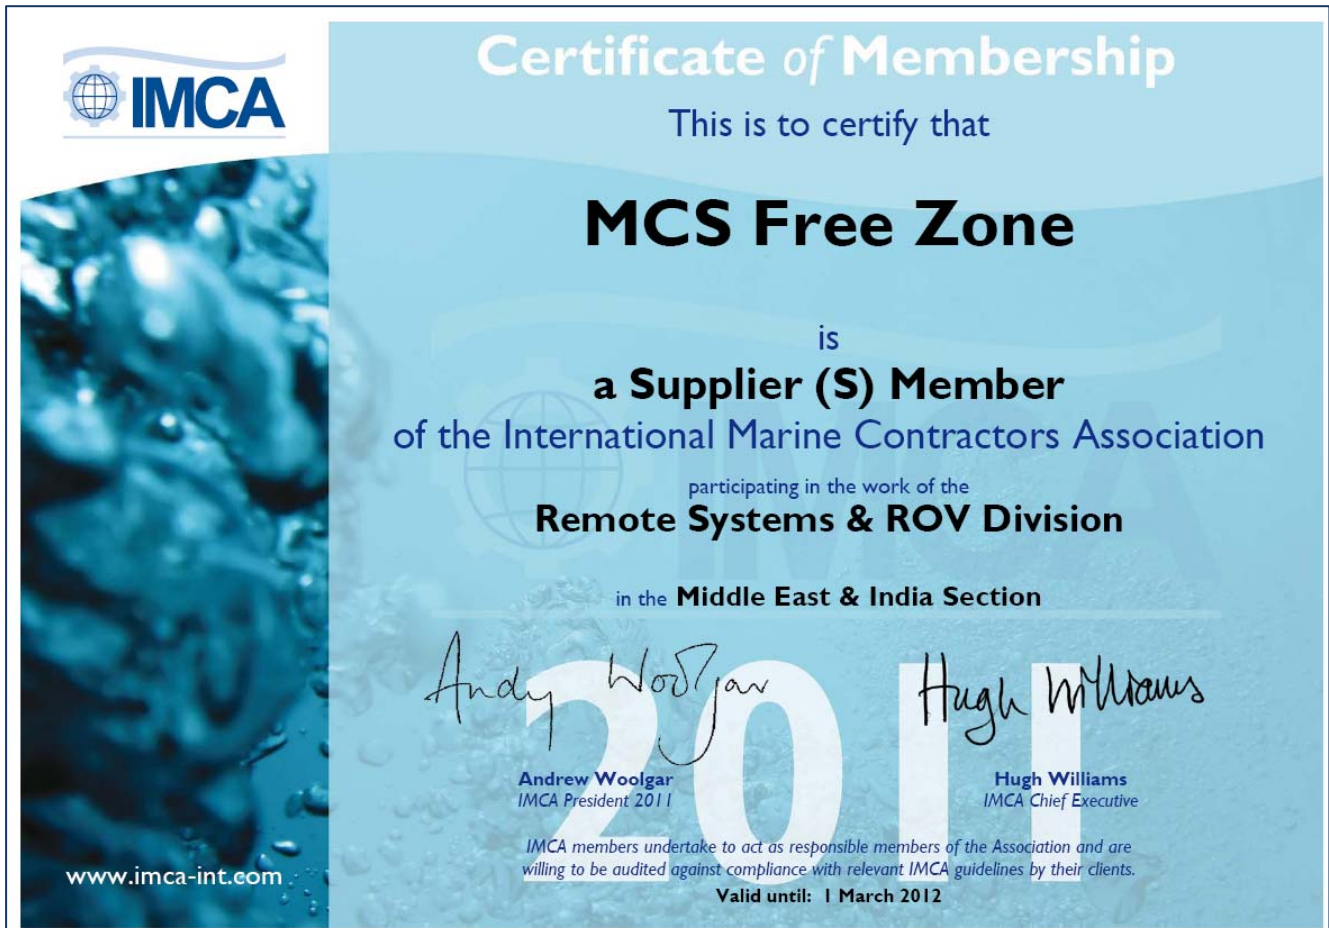 IMCA
Certificate of Membership
This is to certify that
MCS Free Zone
is
a Supplier (S) Member
of the International Marine Contractors Association
participating in the work of the
Remote Systems & ROV Division
in the Middle East & India Section
IMCA
2011
Andy Woolgar
Hugh Williams
Andrew Woolgar
IMCA President 2011
Hugh Williams
IMCA Chief Executive
IMCA members undertake to act as responsible members of the Association and are
willing to be audited against compliance with relevant IMCA guidelines by their clients.
Valid until: 1 March 2012
www.imca-int.com